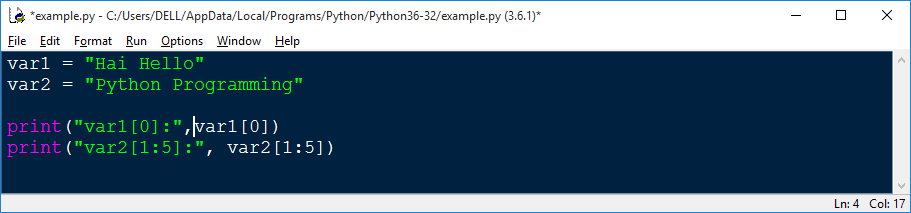 *example.py - C:/Users/DELL/AppData/Local/Programs/Python/Python36-32/example.py (3.6.1)*
File Edit Format Run Options Window Help
var1 = "Hai Hello"
var2 = "Python Programming"
print("var1[0]:",var1[0])
print("var2[1:5]:", var2[1:5])
Ln: 4 Col: 17